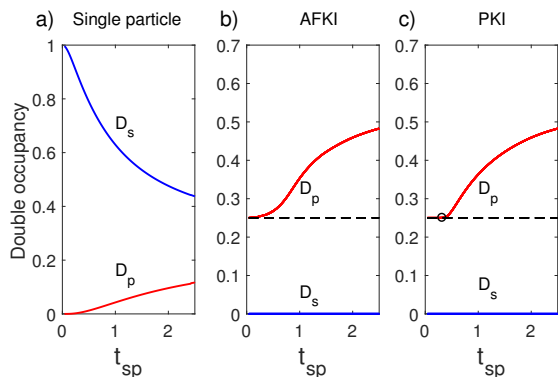 a) Single particle
b) AFKI
c) PKI
Double occupancy
1
0.8
0.6
0.4
0.2
0
D_s
D_p
0 1 2
t_sp
0.7
0.6
0.5
0.4
0.3
0.2
0.1
0
D_p
D_s
0 1 2
t_sp
0.7
0.6
0.5
0.4
0.3
0.2
0.1
0
D_p
D_s
0 1 2
t_sp